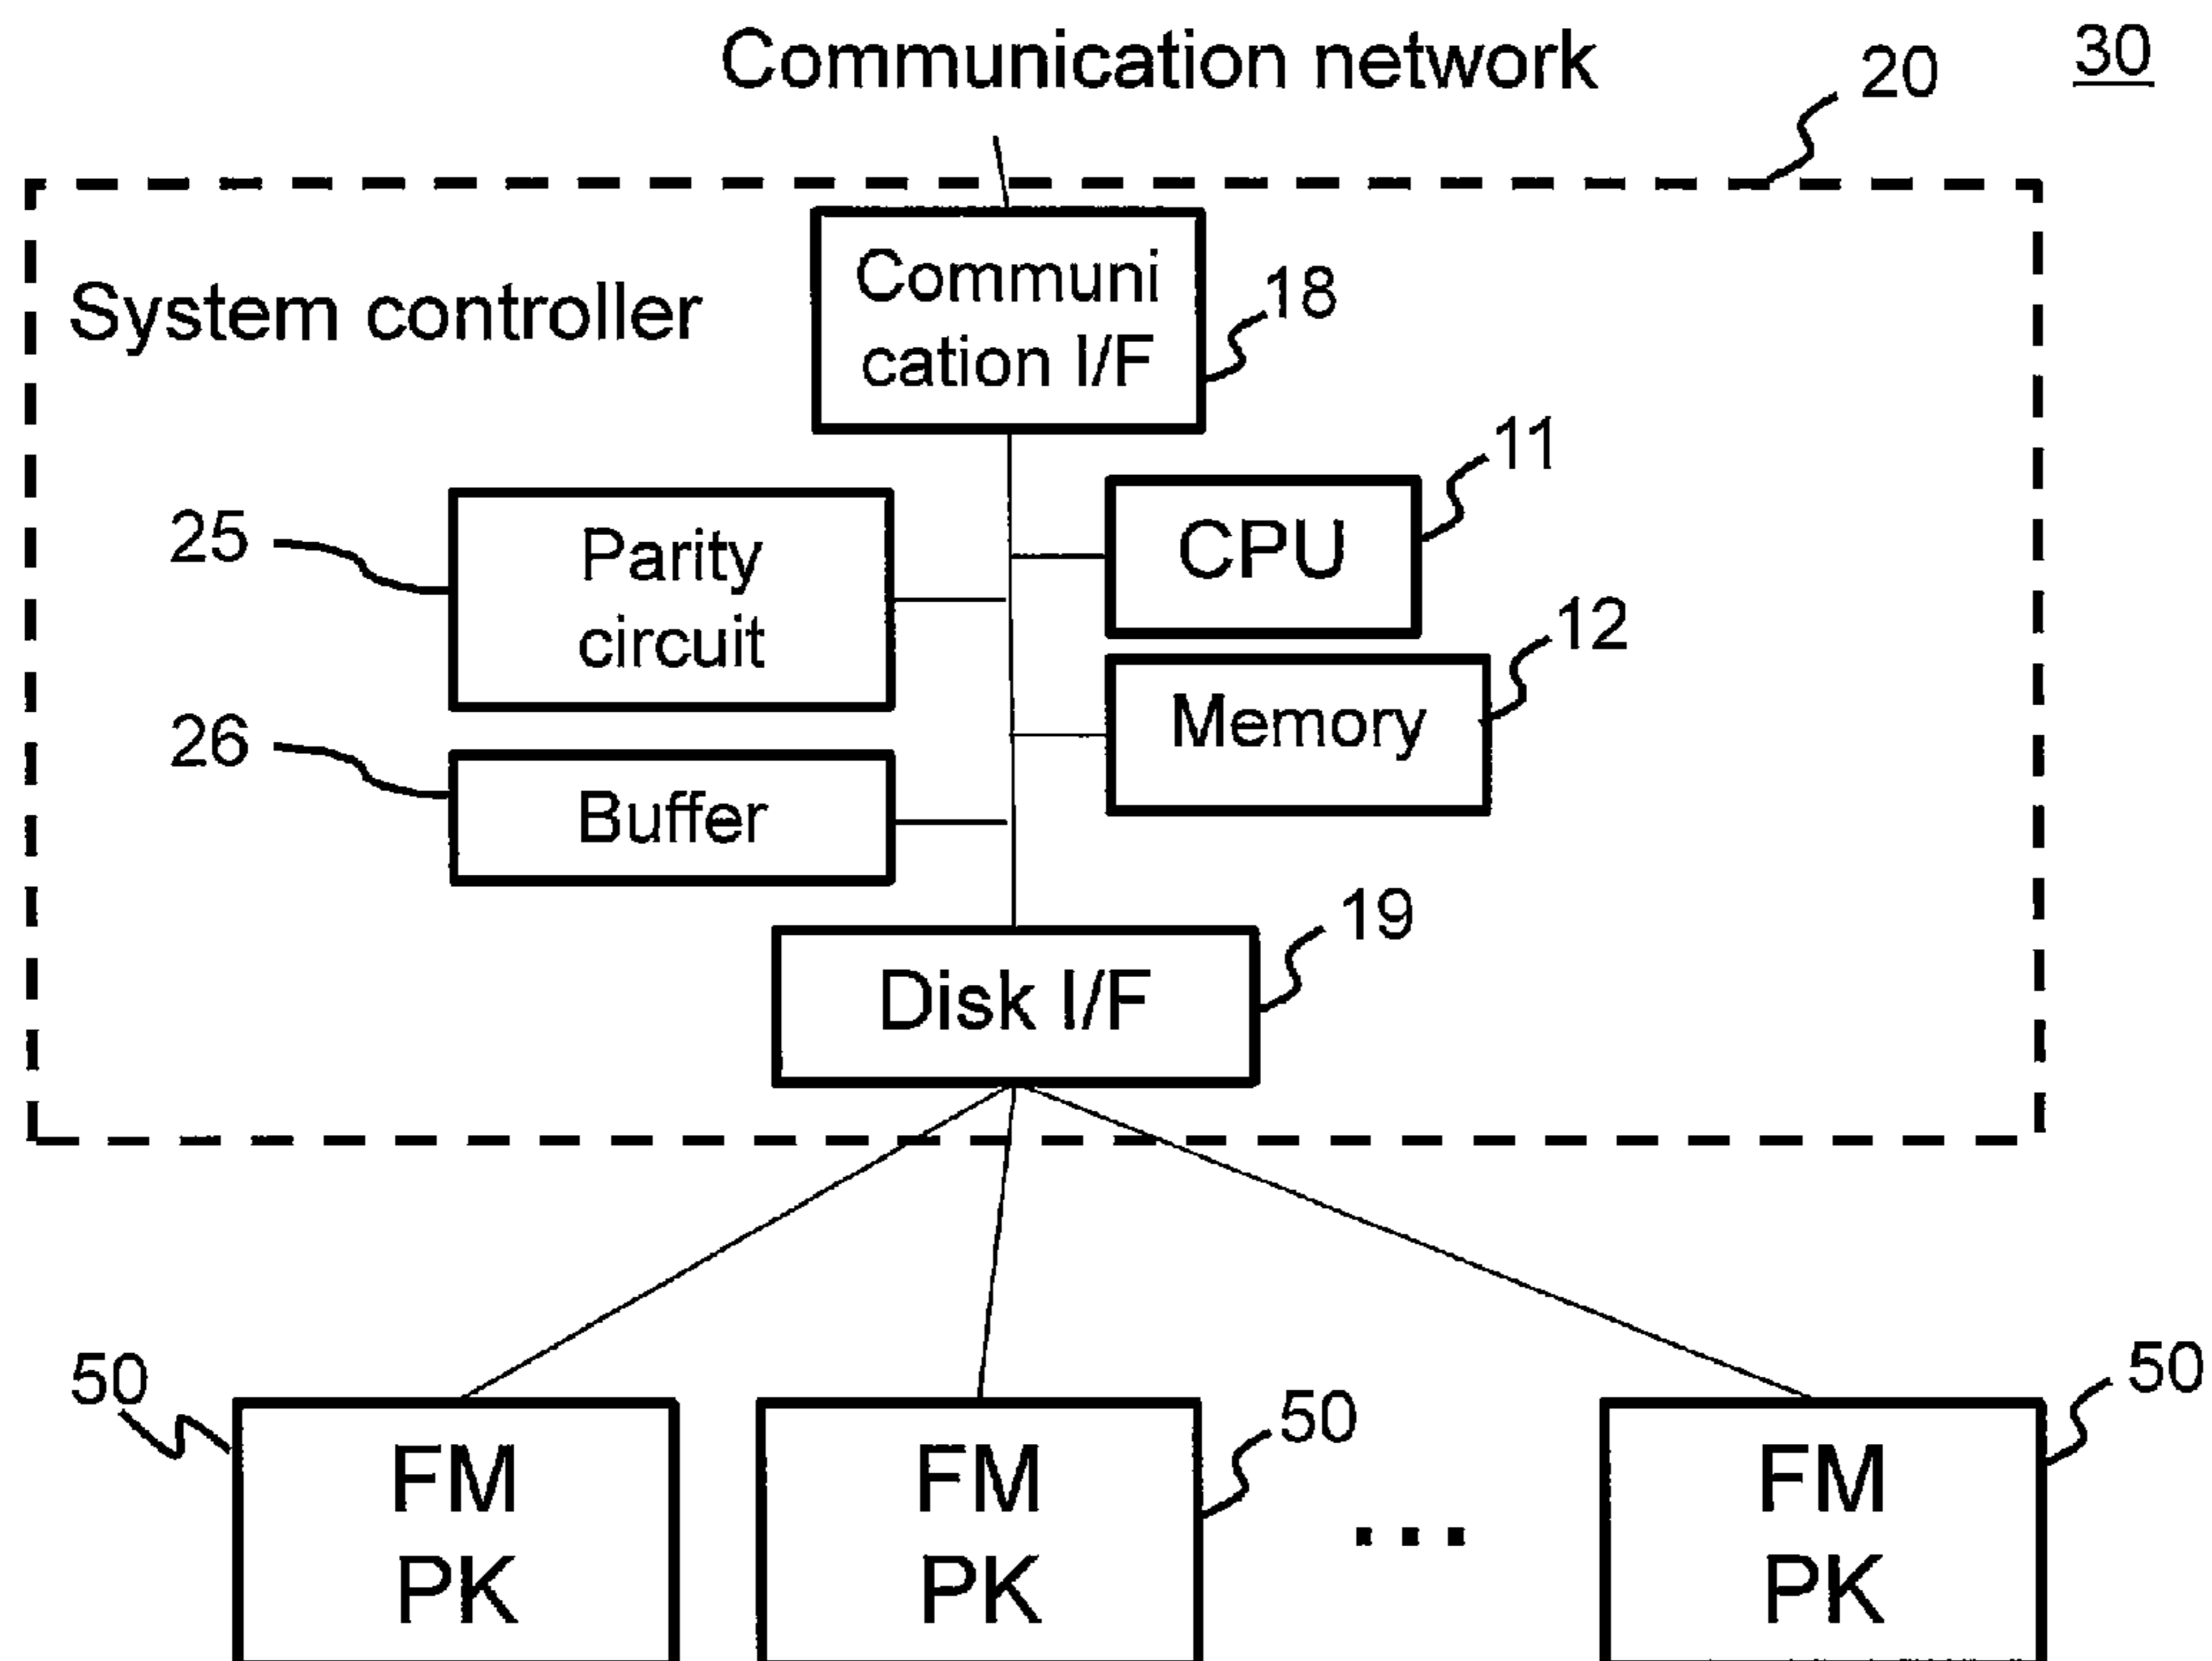 Communication network
20
30
System controller
Communi
cation I/F
18
11
25
Parity
circuit
CPU
12
26
Memory
Buffer
19
Disk I/F
50
FM
PK
50
FM
PK
...
50
FM
PK